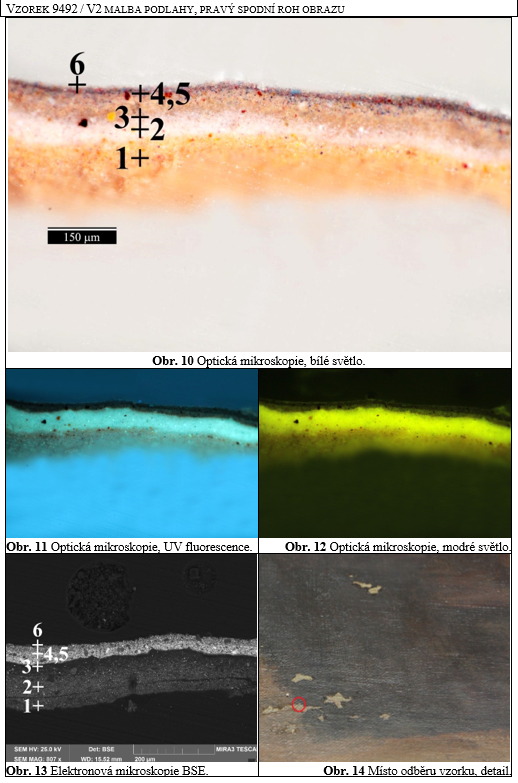 VZOREK 9492 / V2 MALBA PODLAHY, PRAVÝ SPODNÍ ROH OBRAZU
6
4,5
3
2
1
150 µm
Obr. 10 Optická mikroskopie, bílé světlo.
Obr. 11 Optická mikroskopie, UV fluorescence.
Obr. 12 Optická mikroskopie, modré světlo.
6
4,5
3
2
1
SEM HV: 25.0 kV
Det: BSE
MIRA3 TESCA
SEM MAG: 807 x
WD: 15.52 mm
200 µm
Obr. 13 Elektronová mikroskopie BSE.
Obr. 14 Místo odběru vzorku, detail.